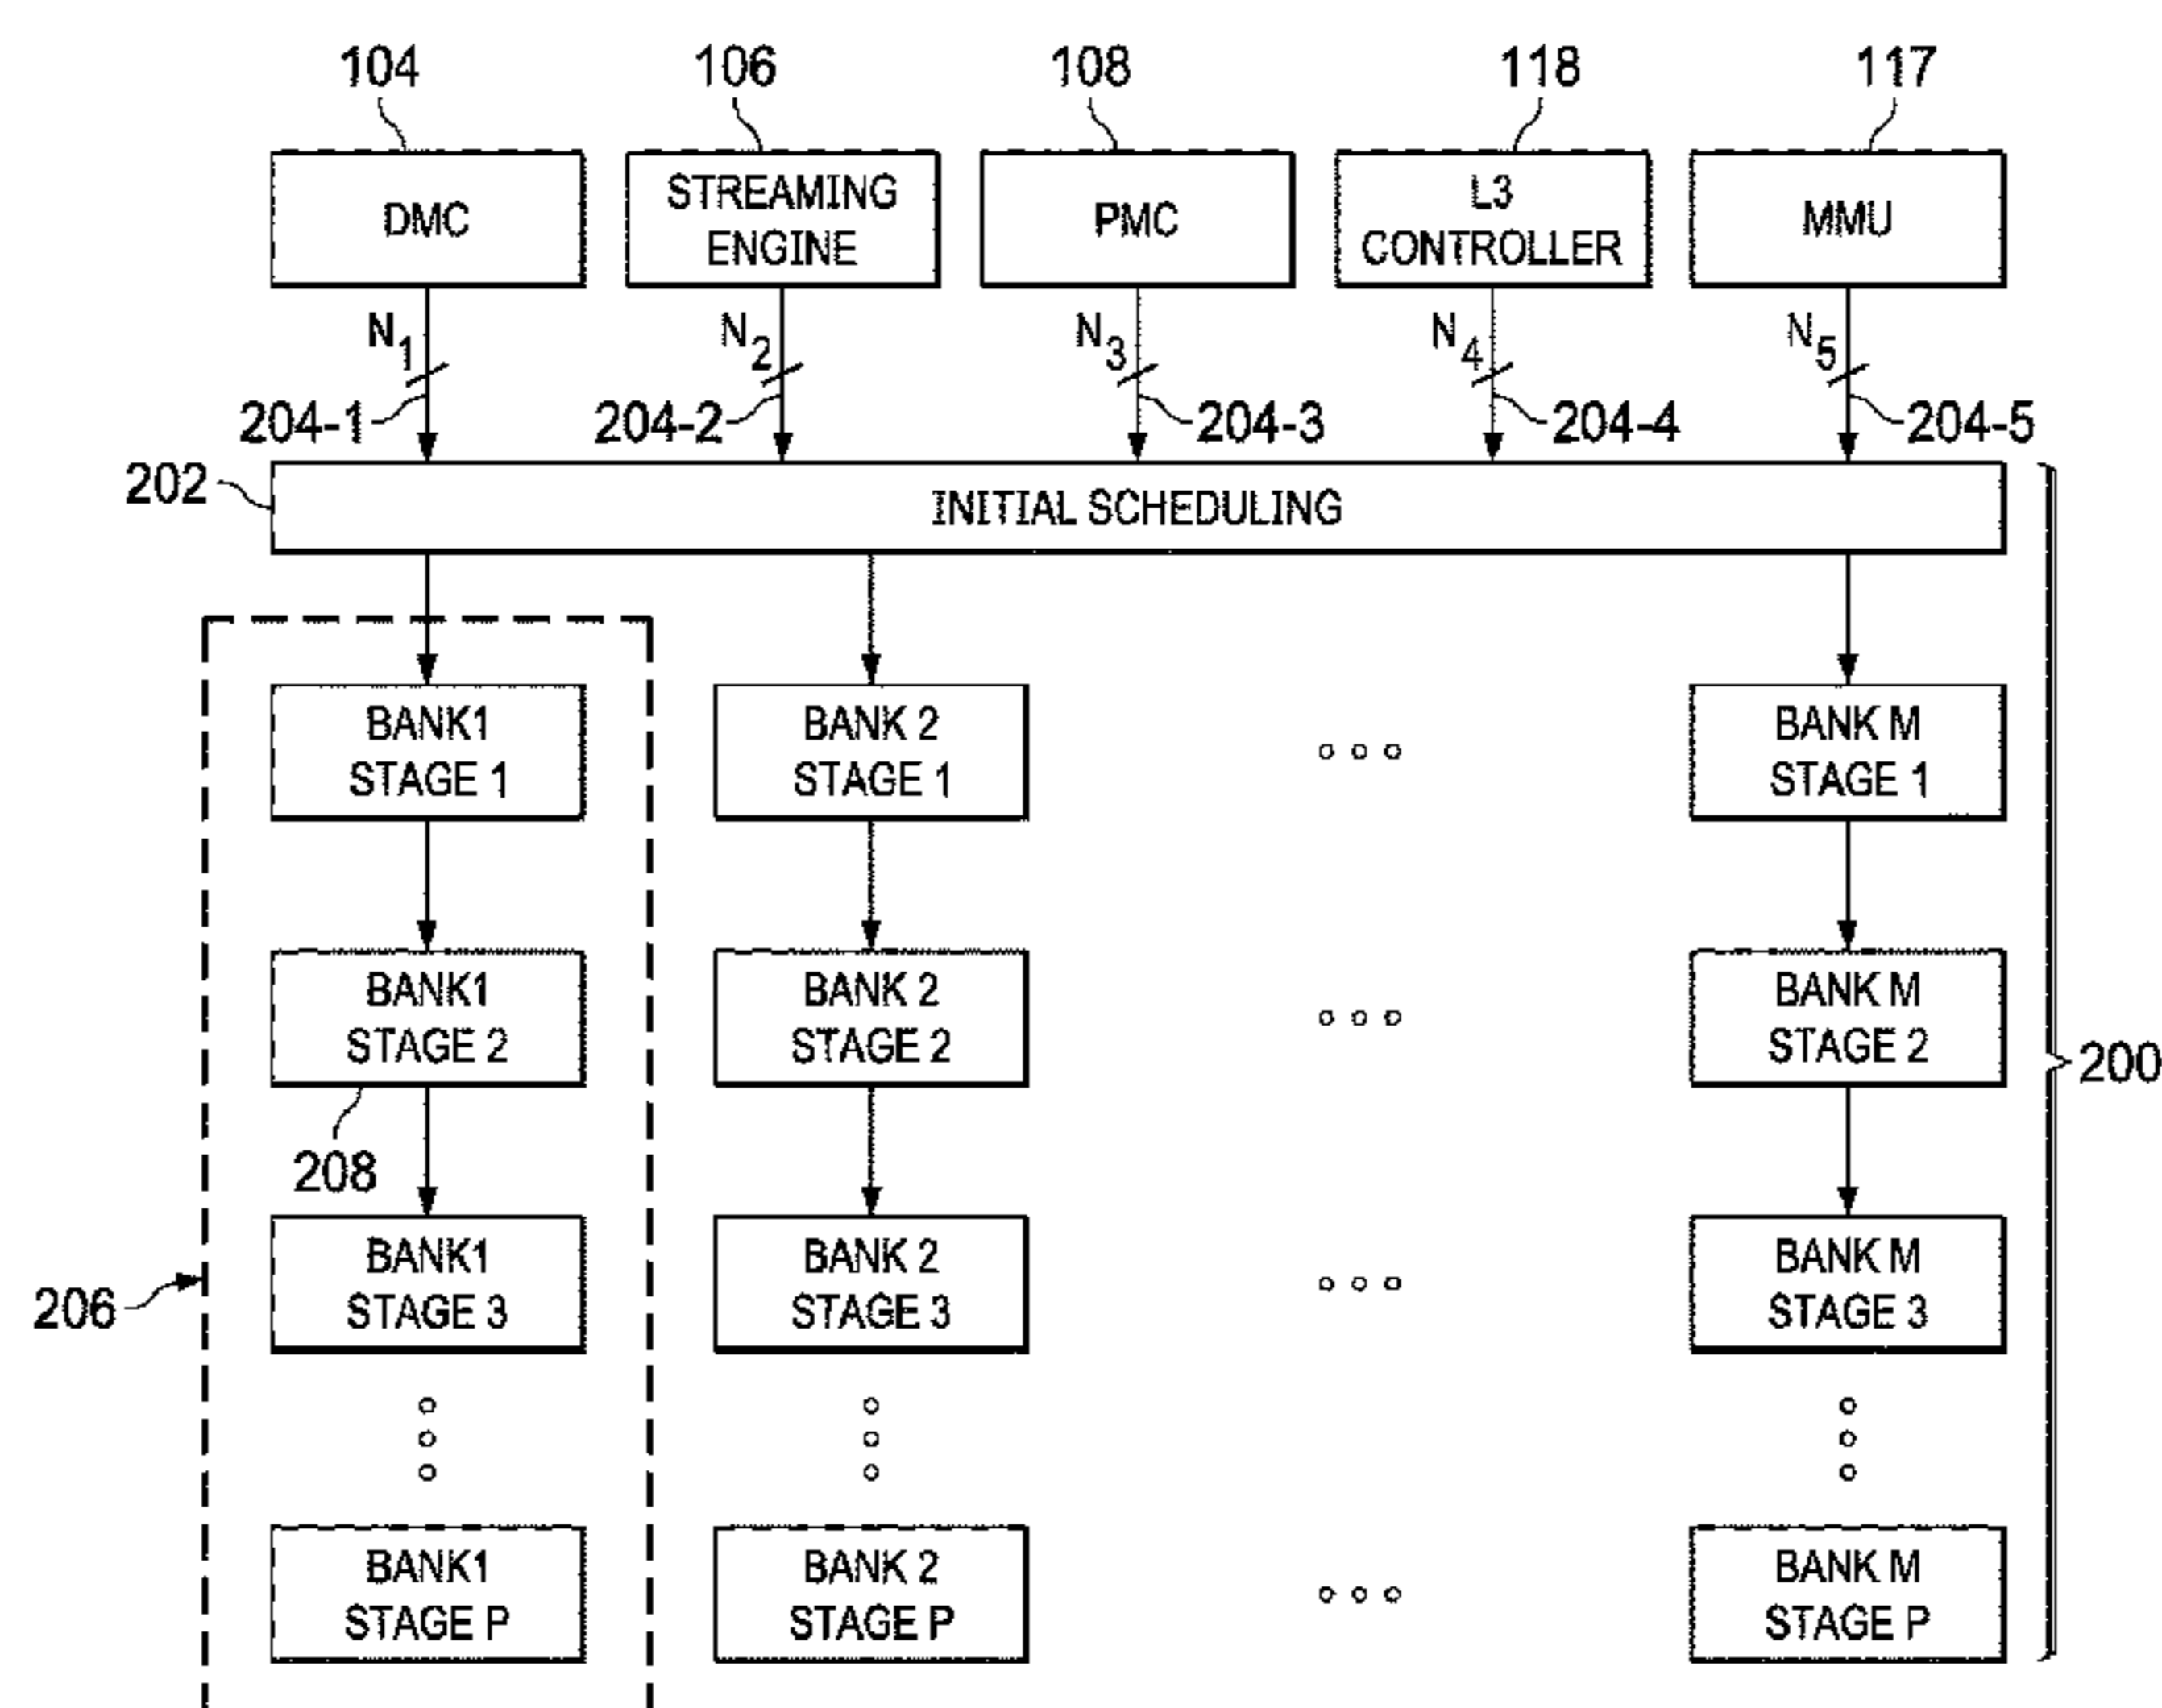 104 106 108 118 117
DMC
STREAMING
ENGINE
PMC
L3
CONTROLLER
MMU
N1 N2 N3 N4 N5
204-1 204-2 204-3 204-4 204-5
202
INITIAL SCHEDULING
BANK1
STAGE 1
BANK 2
STAGE 1
BANK M
STAGE 1
BANK1
STAGE 2
BANK 2
STAGE 2
BANK M
STAGE 2
200
208
BANK1
STAGE 3
BANK 2
STAGE 3
BANK M
STAGE 3
206
BANK1
STAGE P
BANK 2
STAGE P
BANK M
STAGE P